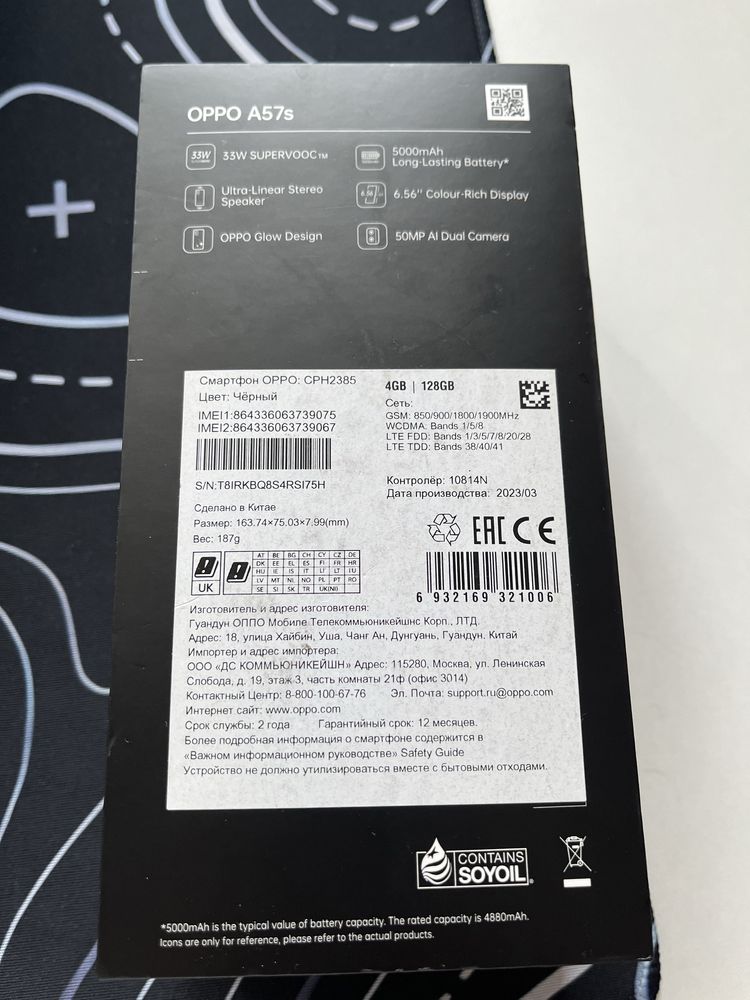 OPPO A57s
33W
33W SUPERVOOC™
5000mAh
Long-Lasting Battery*
Ultra-Linear Stereo
Speaker
6.56
6.56" Colour-Rich Display
OPPO Glow Design
50MP AI Dual Camera
Смартфон OPPO: CPH2385
Цвет: Чёрный
IMEI1:864336063739075
IMEI2:864336063739067
S/N:T8IRKBQ8S4RSI75H
4GB | 128GB
Сеть:
GSM: 850/900/1800/1900MHz
WCDMA: Bands 1/5/8
LTE FDD: Bands 1/3/5/7/8/20/28
LTE TDD: Bands 38/40/41
Контролёр: 10814N
Дата производства: 2023/03
Сделано в Китае
Размер: 163.74×75.03×7.99(mm)
Вес: 187g
EAC CE
UK
AT BE BG CH CY CZ DE
DK EE EL ES FI FR HR
HU IE IS IT LI LT LU
LV MT NL NO PL PT RO
SE SI SK TR UK(NI)
6 932169 321006
Изготовитель и адрес изготовителя:
Гуандун ОППО Мобиле Телекоммьюникейшнс Корп., ЛТД.
Адрес: 18, улица Хайбин, Уша, Чанг Ан, Дунгуань, Гуандун, Китай
Импортер и адрес импортера:
ООО «ДС КОММЬЮНИКЕЙШН» Адрес: 115280, Москва, ул. Ленинская
Слобода, д. 19, этаж 3, часть комнаты 21ф (офис 3014)
Контактный Центр: 8-800-100-67-76 Эл. Почта: support.ru@oppo.com
Интернет сайт: www.oppo.com
Срок службы: 2 года Гарантийный срок: 12 месяцев.
Более подробная информация о смартфоне содержится в
«Важном информационном руководстве» Safety Guide
Устройство не должно утилизироваться вместе с бытовыми отходами.
CONTAINS
SOYOIL
*5000mAh is the typical value of battery capacity. The rated capacity is 4880mAh.
Icons are only for reference, please refer to the actual products.